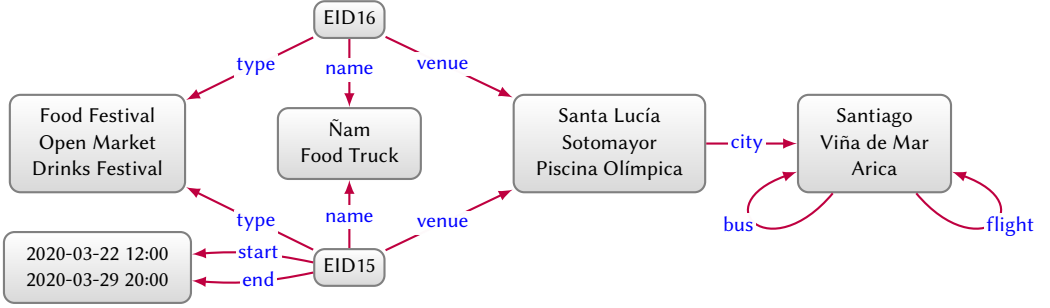 EID16
type
name
venue
Food Festival
Open Market
Drinks Festival
Ñam
Food Truck
Santa Lucía
Sotomayor
Piscina Olímpica
city
Santiago
Viña de Mar
Arica
type
name
venue
bus
flight
2020-03-22 12:00
2020-03-29 20:00
start
end
EID15